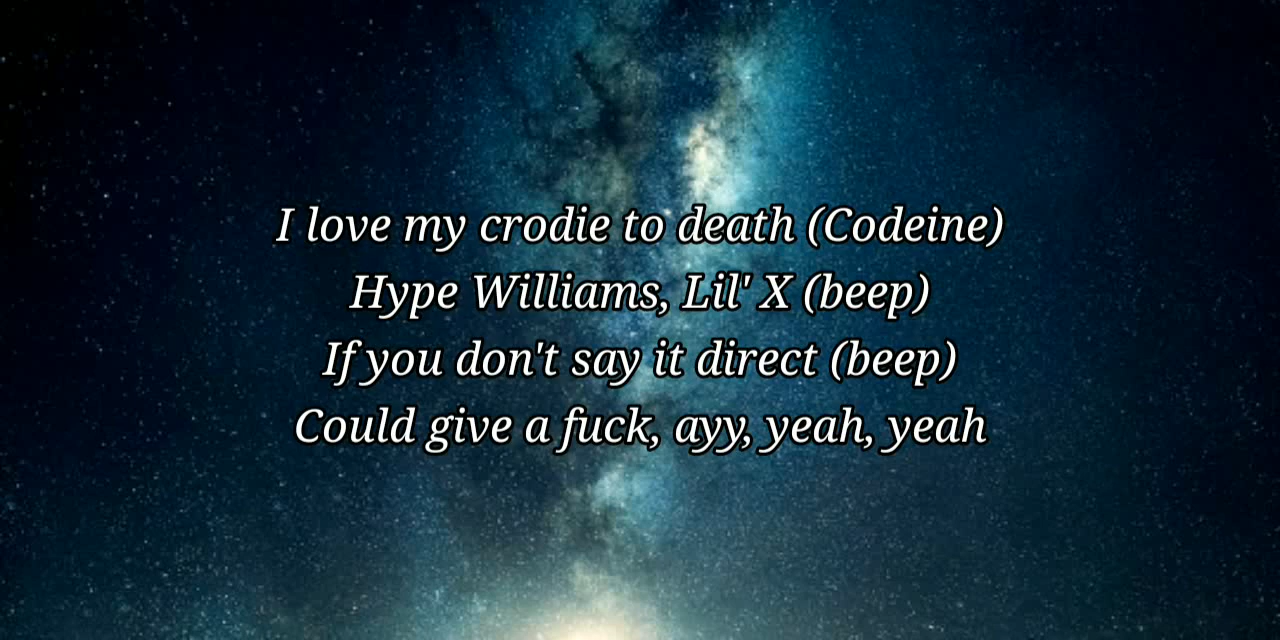 I love my crodie to death (Codeine)
Hype Williams, Lil' X (beep)
If you don't say it direct (beep)
Could give a fuck, ayy, yeah, yeah